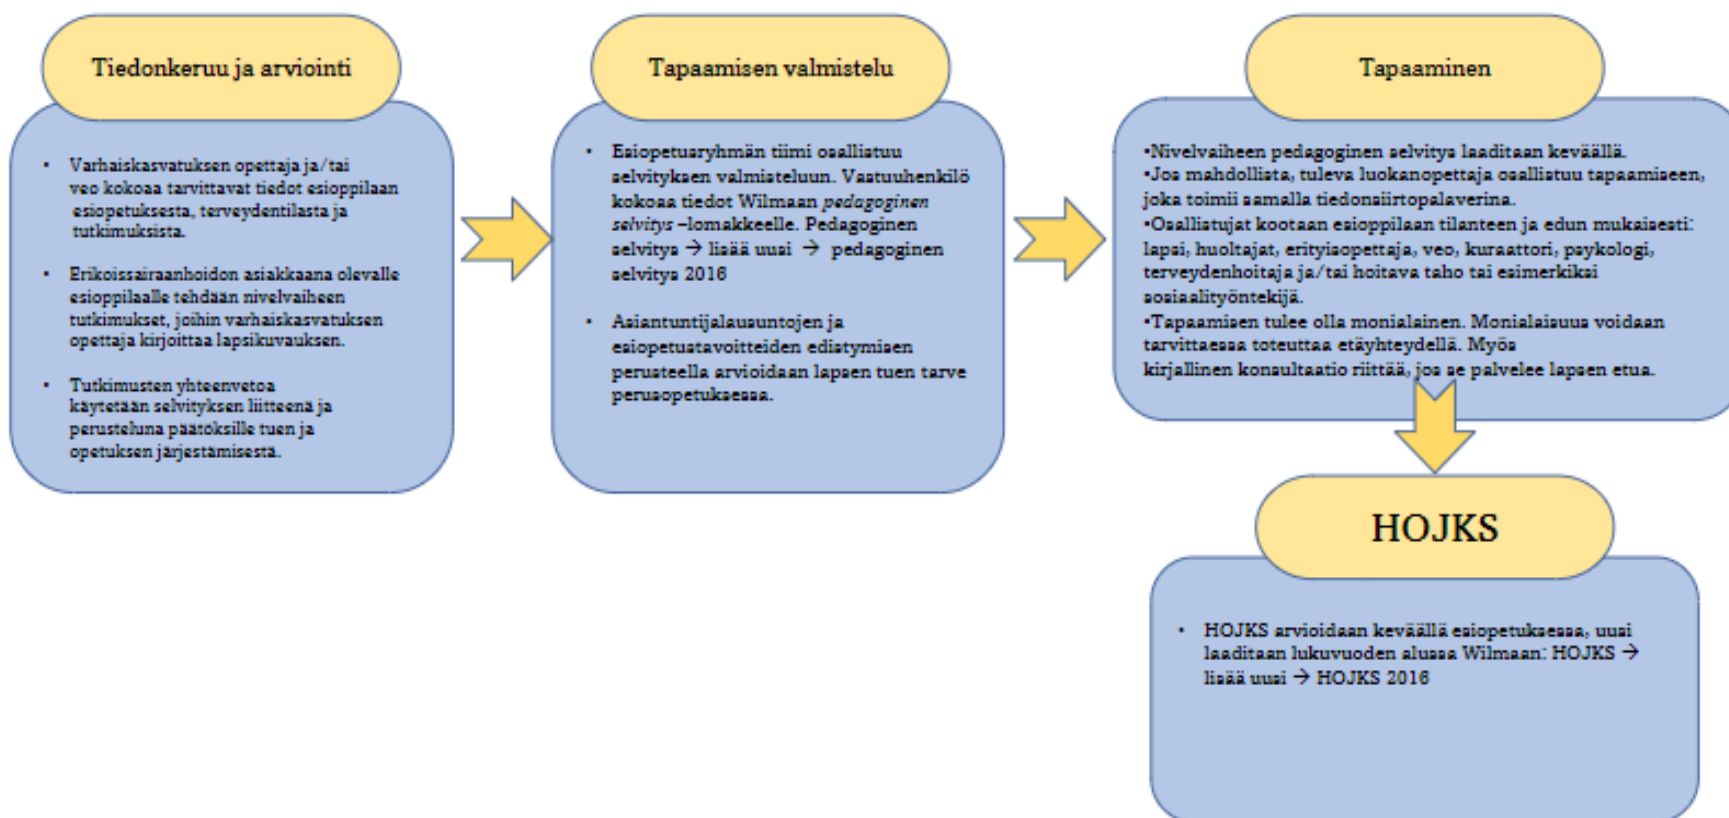 Tiedonkeruu ja arviointi
• Varhaiskasvatuksen opettaja ja/tai
veo kokoaa tarvittavat tiedot esioppilaan
esiopetuksesta, terveydentilasta ja
tutkimuksista.
• Erikoissairaanhoidon asiakkaana olevalle
esioppilaalle tehdään nivelvaiheen
tutkimukset, joihin varhaiskasvatuksen
opettaja kirjoittaa lapsikuvauksen.
• Tutkimusten yhteenvetoa
käytetään selvityksen liitteenä ja
perusteluna päätöksille tuen ja
opetuksen järjestämisestä.
Tapaamisen valmistelu
• Esiopetusryhmän tiimi osallistuu
selvityksen valmisteluun. Vastuuhenkilö
kokoaa tiedot Wilmaan pedagoginen
selvitys –lomakkeelle. Pedagoginen
selvitys → lisää uusi → pedagoginen
selvitys 2016
• Asiantuntijalausuntojen ja
esiopetustavoitteiden edistymisen
perusteella arvioidaan lapsen tuen tarve
perusopetuksessa.
Tapaaminen
•Nivelvaiheen pedagoginen selvitys laaditaan keväällä.
•Jos mahdollista, tuleva luokanopettaja osallistuu tapaamiseen,
joka toimii samalla tiedonsiirtopalaverina.
•Osallistujat kootaan esioppilaan tilanteen ja edun mukaisesti:
lapsi, huoltajat, erityisopettaja, veo, kuraattori, psykologi,
terveydenhoitaja ja/tai hoitava taho tai esimerkiksi
sosiaalityöntekijä.
•Tapaamisen tulee olla monialainen. Monialaisuus voidaan
tarvittaessa toteuttaa etäyhteydellä. Myös
kirjallinen konsultaatio riittää, jos se palvelee lapsen etua.
HOJKS
• HOJKS arvioidaan keväällä esiopetuksessa, uusi
laaditaan lukuvuoden alussa Wilmaan: HOJKS →
lisää uusi → HOJKS 2016